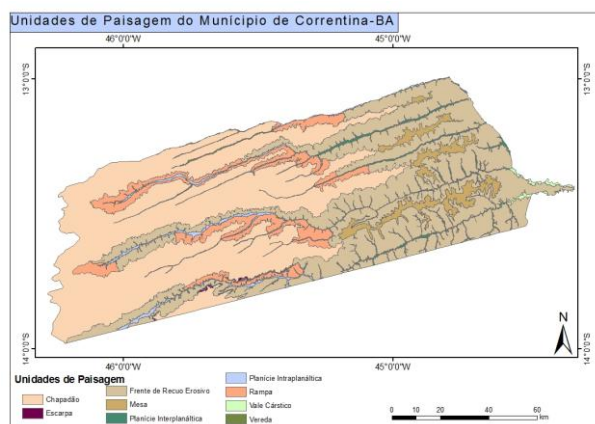 Unidades de Paisagem do Município de Correntina-BA
46°0'0"W
45°0'0"W
13°0'0"S
13°0'0"S
14°0'0"S
14°0'0"S
46°0'0"W
45°0'0"W
N
Unidades de Paisagem
Chapadão
Escarpa
Frente de Recuo Erosivo
Mesa
Planície Interplanáltica
Planície Intraplanáltica
Rampa
Vale Cárstico
Vereda
0 10 20 40 60
km